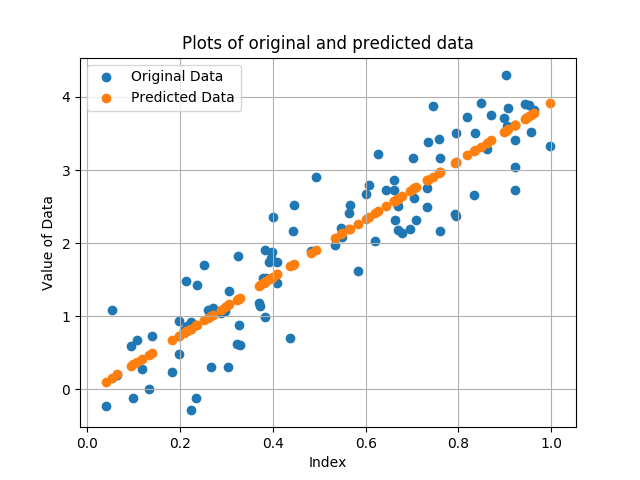 Plots of original and predicted data
Original Data
Predicted Data
Value of Data
4
3
2
1
0
0.0 0.2 0.4 0.6 0.8 1.0
Index